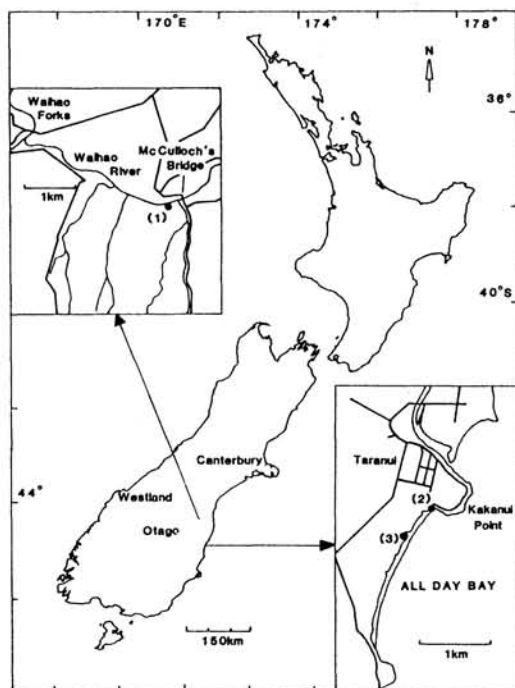 170°E
174°
178°
N
36°
Waihao
Forks
Waihao
River
McCulloch's
Bridge
1km
(1)
40°S
Canterbury
44°
Westland
Otago
150km
Taranui
(2)
Kakanui
Point
(3)
ALL DAY BAY
1km